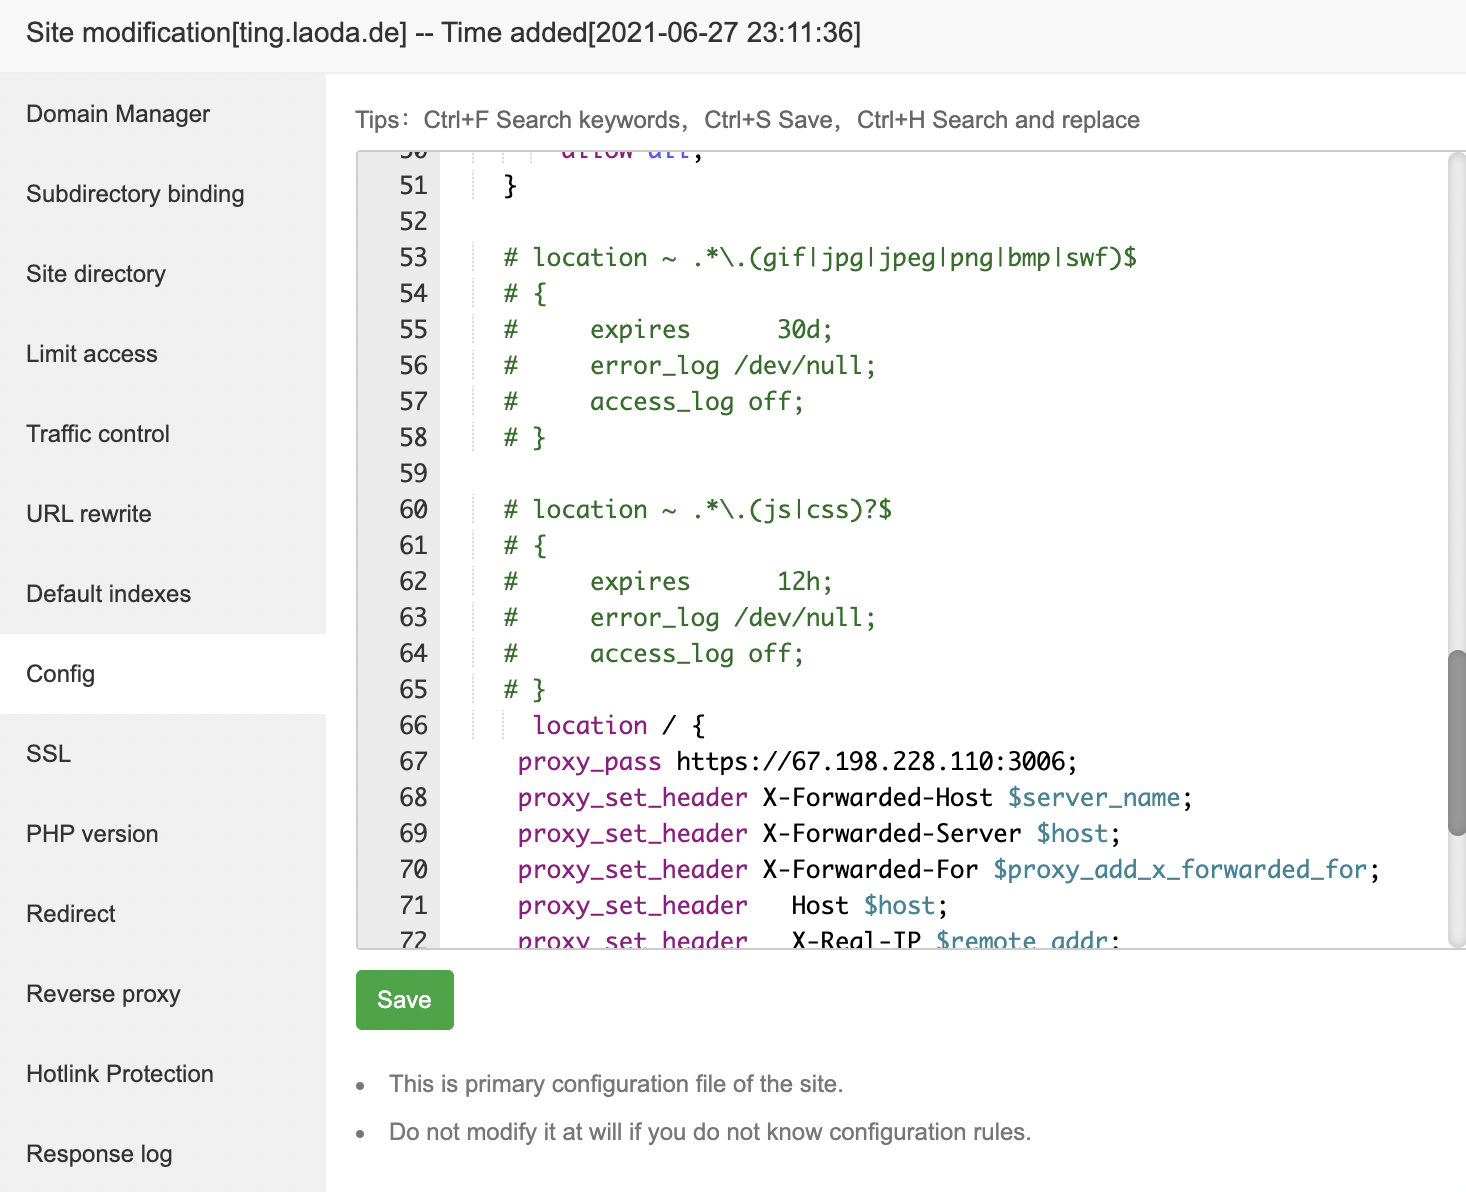 Site modification[ting.laoda.de] -- Time added[2021-06-27 23:11:36]
Domain Manager
Subdirectory binding
Site directory
Limit access
Traffic control
URL rewrite
Default indexes
Config
SSL
PHP version
Redirect
Reverse proxy
Hotlink Protection
Response log
Tips：Ctrl+F Search keywords，Ctrl+S Save，Ctrl+H Search and replace
50 allow all;
51 }
52
53 # location ~ .*\.(gif|jpg|jpeg|png|bmp|swf)$
54 # {
55 #     expires      30d;
56 #     error_log /dev/null;
57 #     access_log off;
58 # }
59
60 # location ~ .*\.(js|css)?$
61 # {
62 #     expires      12h;
63 #     error_log /dev/null;
64 #     access_log off;
65 # }
66 location / {
67 proxy_pass https://67.198.228.110:3006;
68 proxy_set_header X-Forwarded-Host $server_name;
69 proxy_set_header X-Forwarded-Server $host;
70 proxy_set_header X-Forwarded-For $proxy_add_x_forwarded_for;
71 proxy_set_header   Host $host;
72 proxy_set_header   X-Real-IP $remote_addr;
Save
• This is primary configuration file of the site.
• Do not modify it at will if you do not know configuration rules.